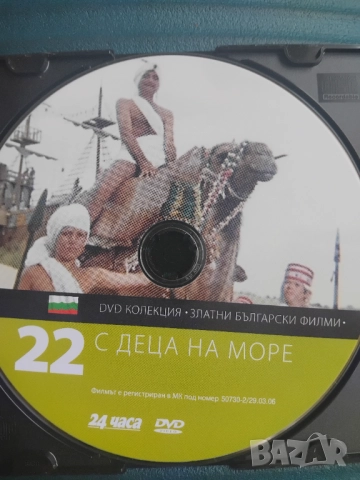 DVD КОЛЕКЦИЯ • ЗЛАТНИ БЪЛГАРСКИ ФИЛМИ •
22 С ДЕЦА НА МОРЕ
Филмът е регистриран в МК под номер: 50730-2/29.03.06
24 часа DVD
BAZAR